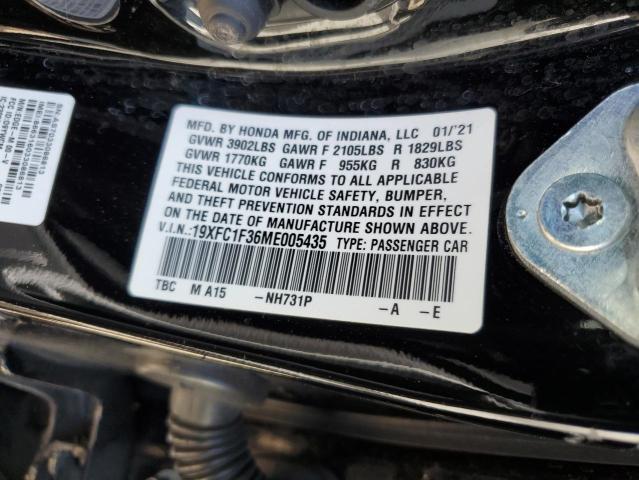 MFD. BY HONDA MFG. OF INDIANA, LLC 01/'21
GVWR 3902LBS GAWR F 2105LBS R 1829LBS
GVWR 1770KG GAWR F 955KG R 830KG
THIS VEHICLE CONFORMS TO ALL APPLICABLE
FEDERAL MOTOR VEHICLE SAFETY, BUMPER,
AND THEFT PREVENTION STANDARDS IN EFFECT
ON THE DATE OF MANUFACTURE SHOWN ABOVE.
V.I.N.: 19XFC1F36ME005435 TYPE: PASSENGER CAR
TBC M A15 -NH731P -A -E